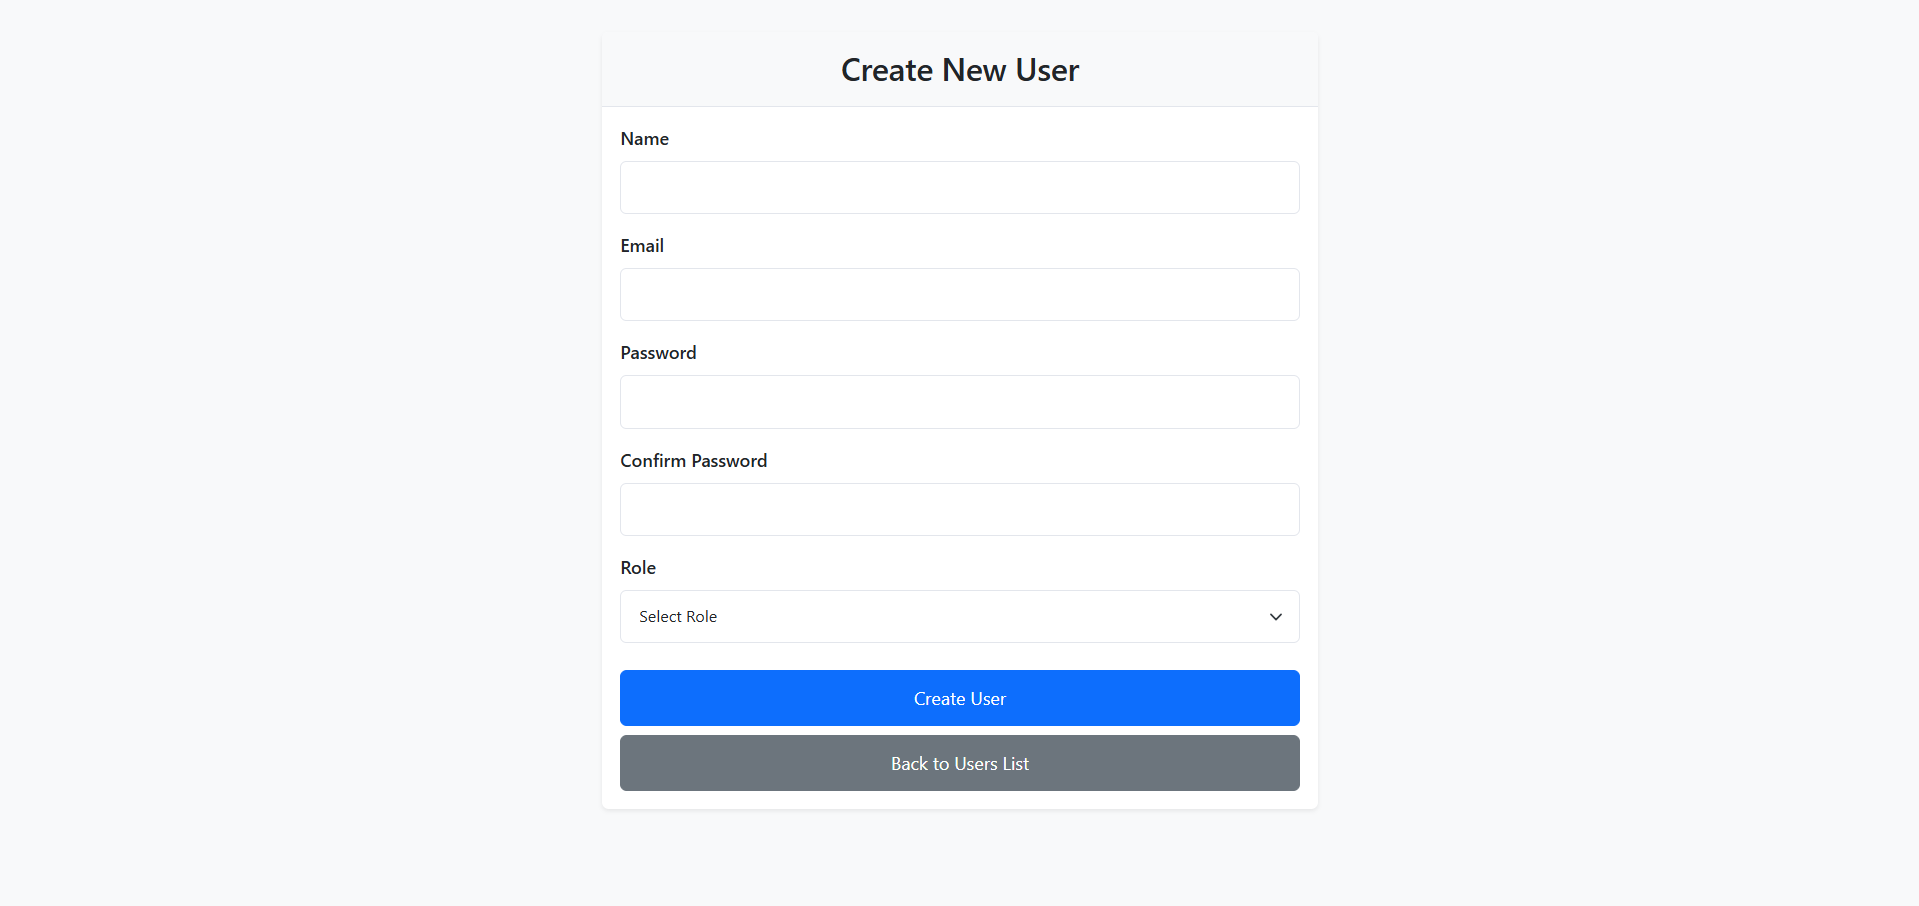 Create New User
Name
Email
Password
Confirm Password
Role
Select Role
Create User
Back to Users List